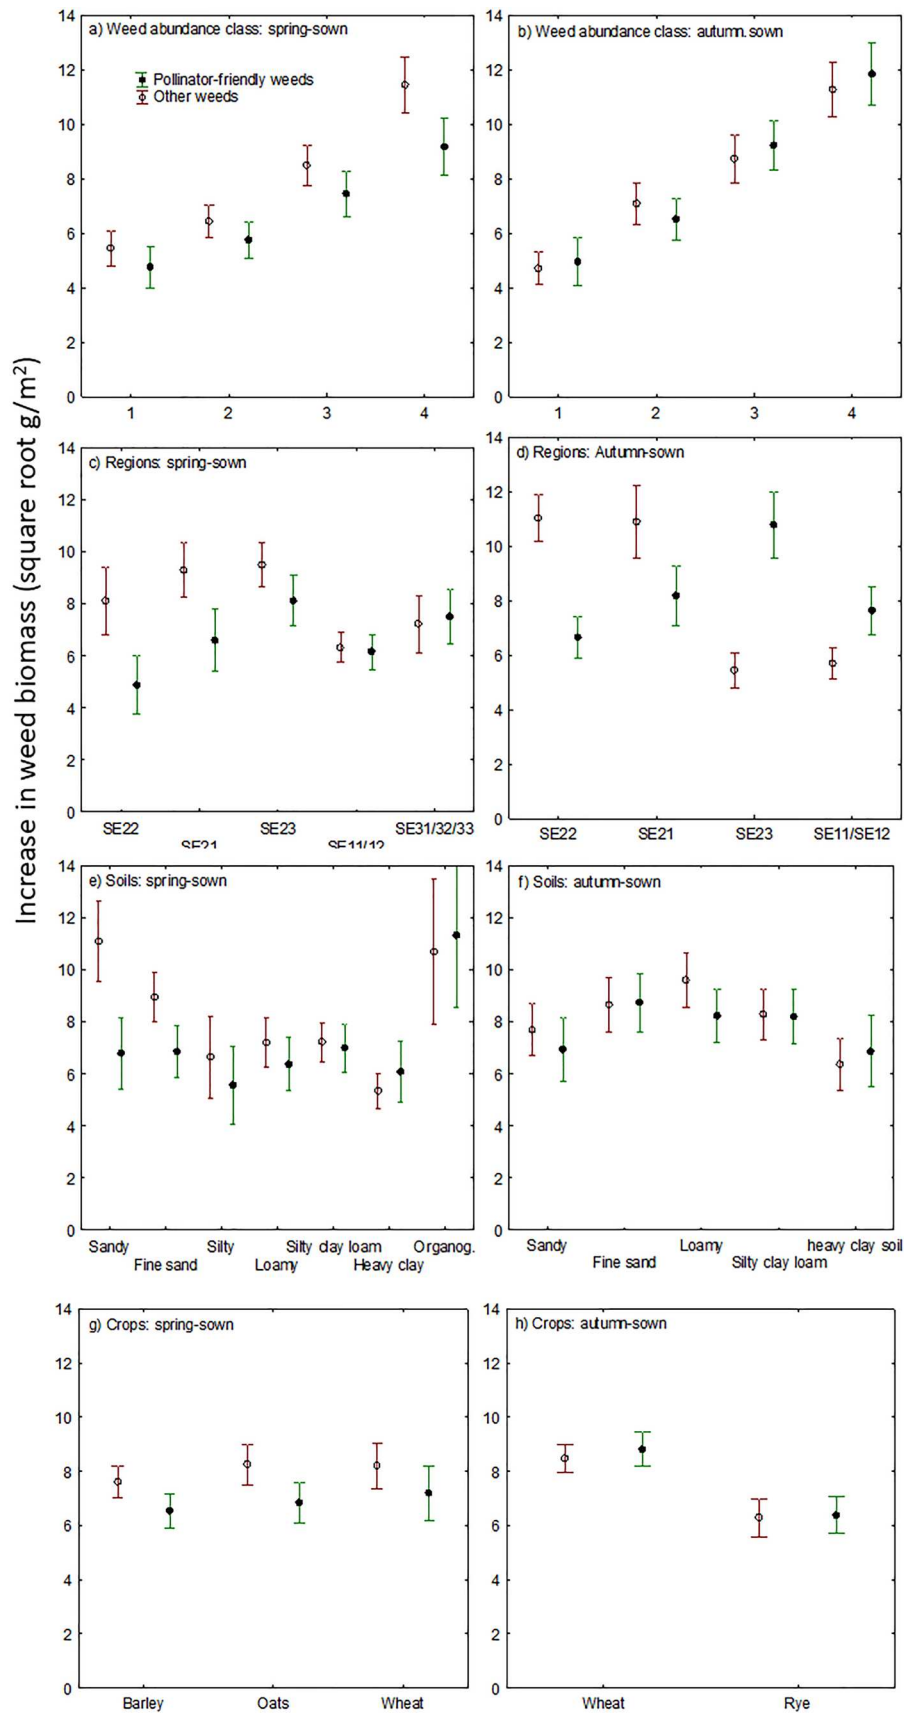 Increase in weed biomass (square root g/m²)
a) Weed abundance class: spring-sown
Pollinator-friendly weeds
Other weeds
14
12
10
8
6
4
2
0
1 2 3 4
b) Weed abundance class: autumn.sown
14
12
10
8
6
4
2
0
1 2 3 4
c) Regions: spring-sown
14
12
10
8
6
4
2
0
SE22 SE23 SE31/32/33
SE21 SE11/12
d) Regions: Autumn-sown
14
12
10
8
6
4
2
0
SE22 SE21 SE23 SE11/SE12
e) Soils: spring-sown
14
12
10
8
6
4
2
0
Sandy Silty Silty clay loam Organog.
Fine sand Loamy Heavy clay
f) Soils: autumn-sown
14
12
10
8
6
4
2
0
Sandy Loamy heavy clay soil
Fine sand Silty clay loam
g) Crops: spring-sown
14
12
10
8
6
4
2
0
Barley Oats Wheat
h) Crops: autumn-sown
14
12
10
8
6
4
2
0
Wheat Rye